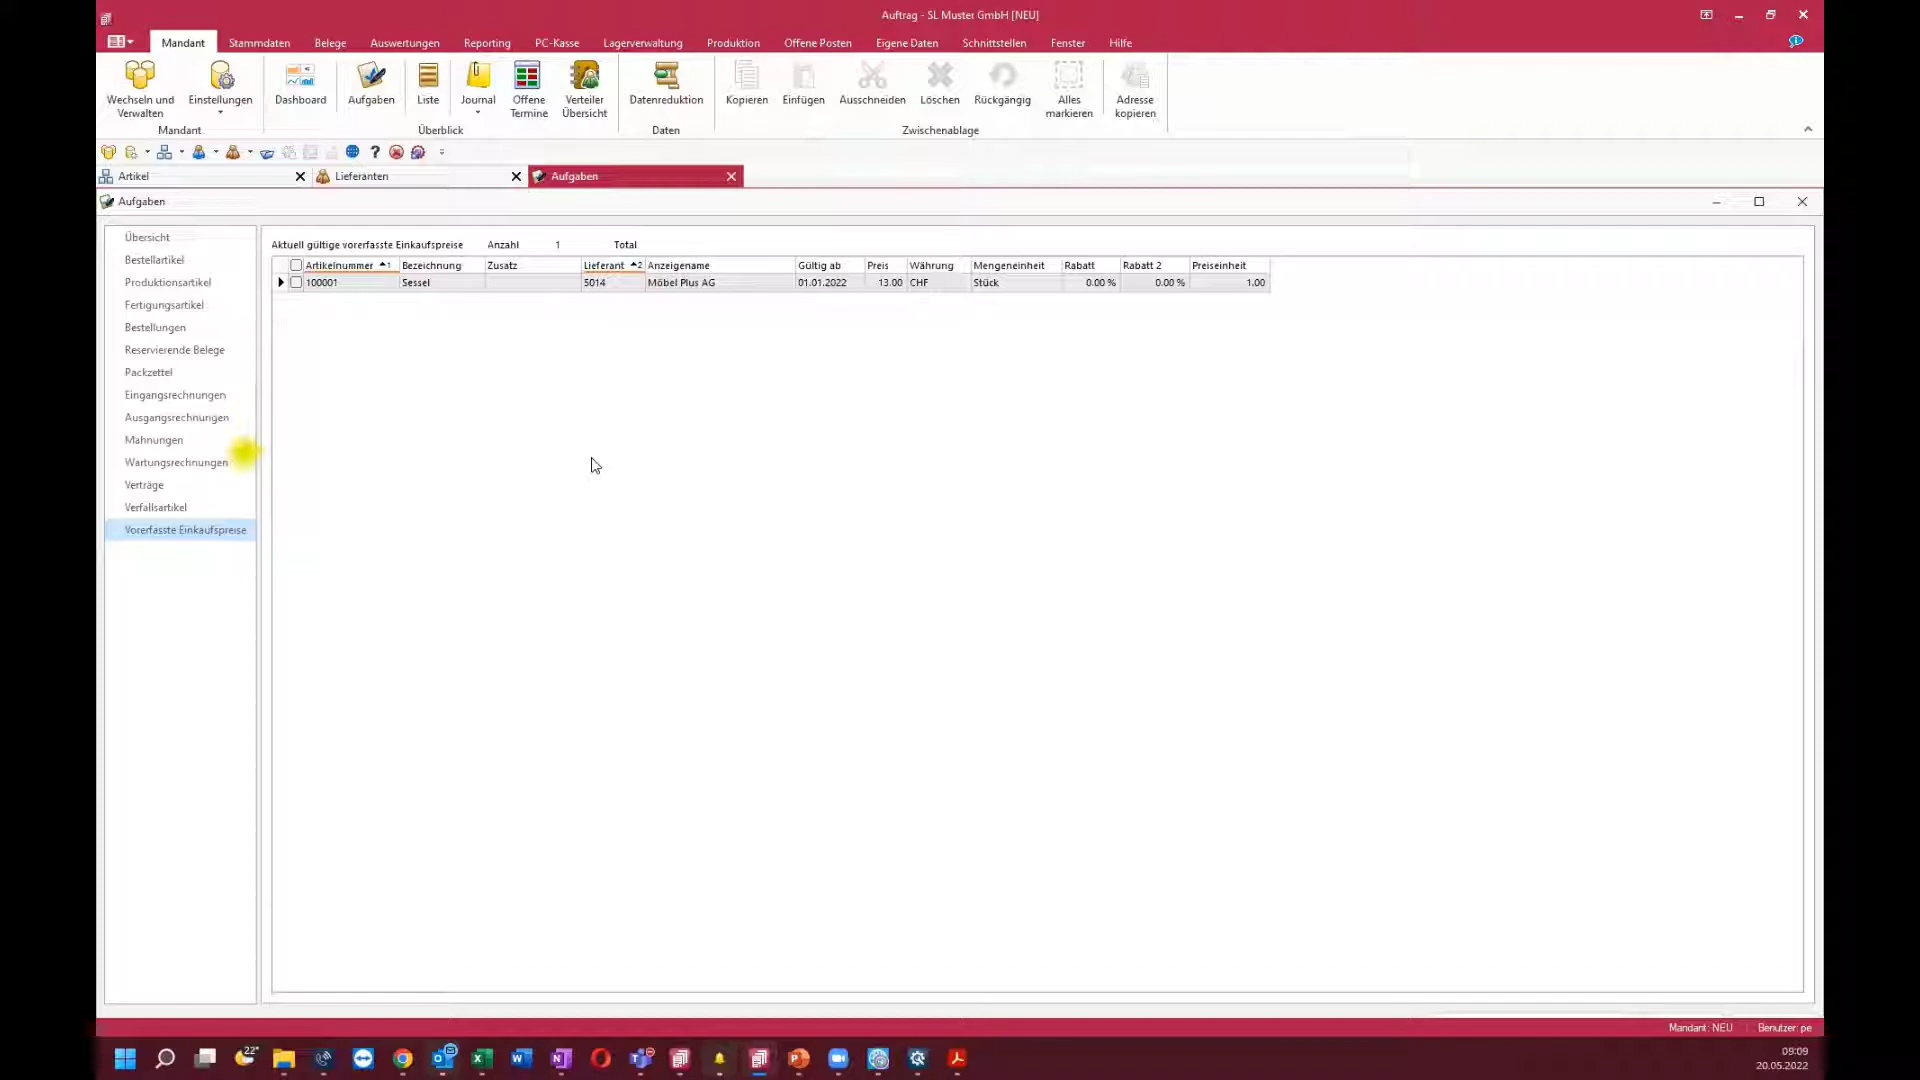 Auftrag - SL Muster GmbH [NEU]
Mandant Stammdaten Belege Auswertungen Reporting PC-Kasse Lagerverwaltung Produktion Offene Posten Eigene Daten Schnittstellen Fenster Hilfe
Wechseln und Verwalten Einstellungen Dashboard Aufgaben Liste Journal Offene Termine Verteiler Übersicht Datenreduktion Kopieren Einfügen Ausschneiden Löschen Rückgängig Alles markieren Adresse kopieren
Mandant Überblick Daten Zwischenablage
Artikel Lieferanten Aufgaben
Aufgaben
Übersicht
Bestellartikel
Produktionsartikel
Fertigungsartikel
Bestellungen
Reservierende Belege
Packzettel
Eingangsrechnungen
Ausgangsrechnungen
Mahnungen
Wartungsrechnungen
Verträge
Verfallsartikel
Vorerfasste Einkaufspreise
Aktuell gültige vorerfasste Einkaufspreise Anzahl 1 Total
Artikelnummer 1 Bezeichnung Zusatz Lieferant 2 Anzeigename Gültig ab Preis Währung Mengeneinheit Rabatt Rabatt 2 Preiseinheit
100001 Sessel 5014 Möbel Plus AG 01.01.2022 13.00 CHF Stück 0.00 % 0.00 % 1.00
Mandant: NEU Benutzer: pe
22°
09:09
20.05.2022